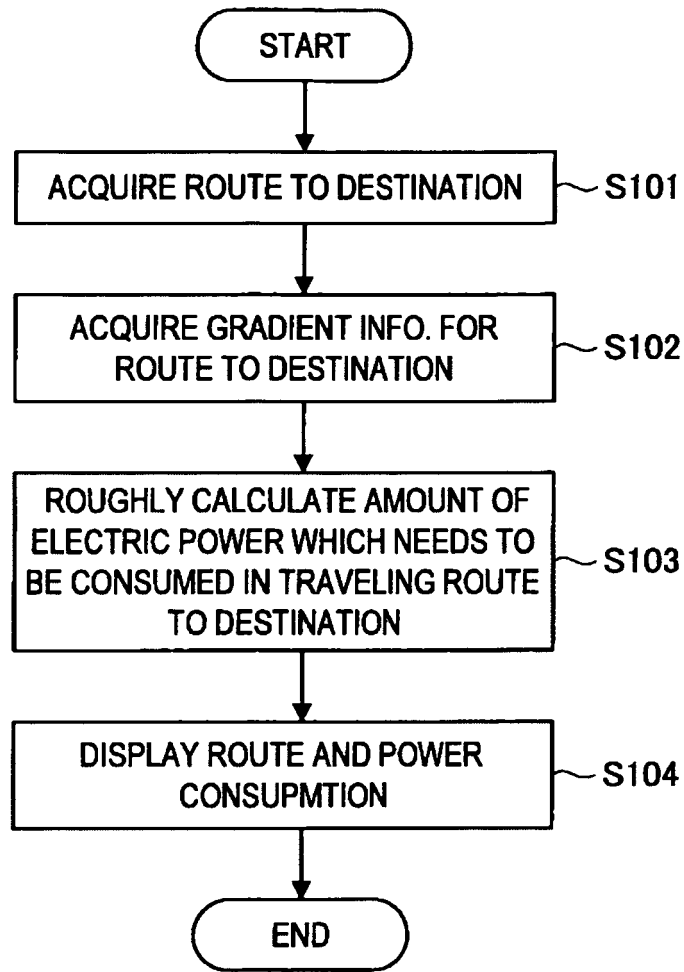 START
ACQUIRE ROUTE TO DESTINATION
S101
ACQUIRE GRADIENT INFO. FOR
ROUTE TO DESTINATION
S102
ROUGHLY CALCULATE AMOUNT OF
ELECTRIC POWER WHICH NEEDS TO
BE CONSUMED IN TRAVELING ROUTE
TO DESTINATION
S103
DISPLAY ROUTE AND POWER
CONSUPMTION
S104
END